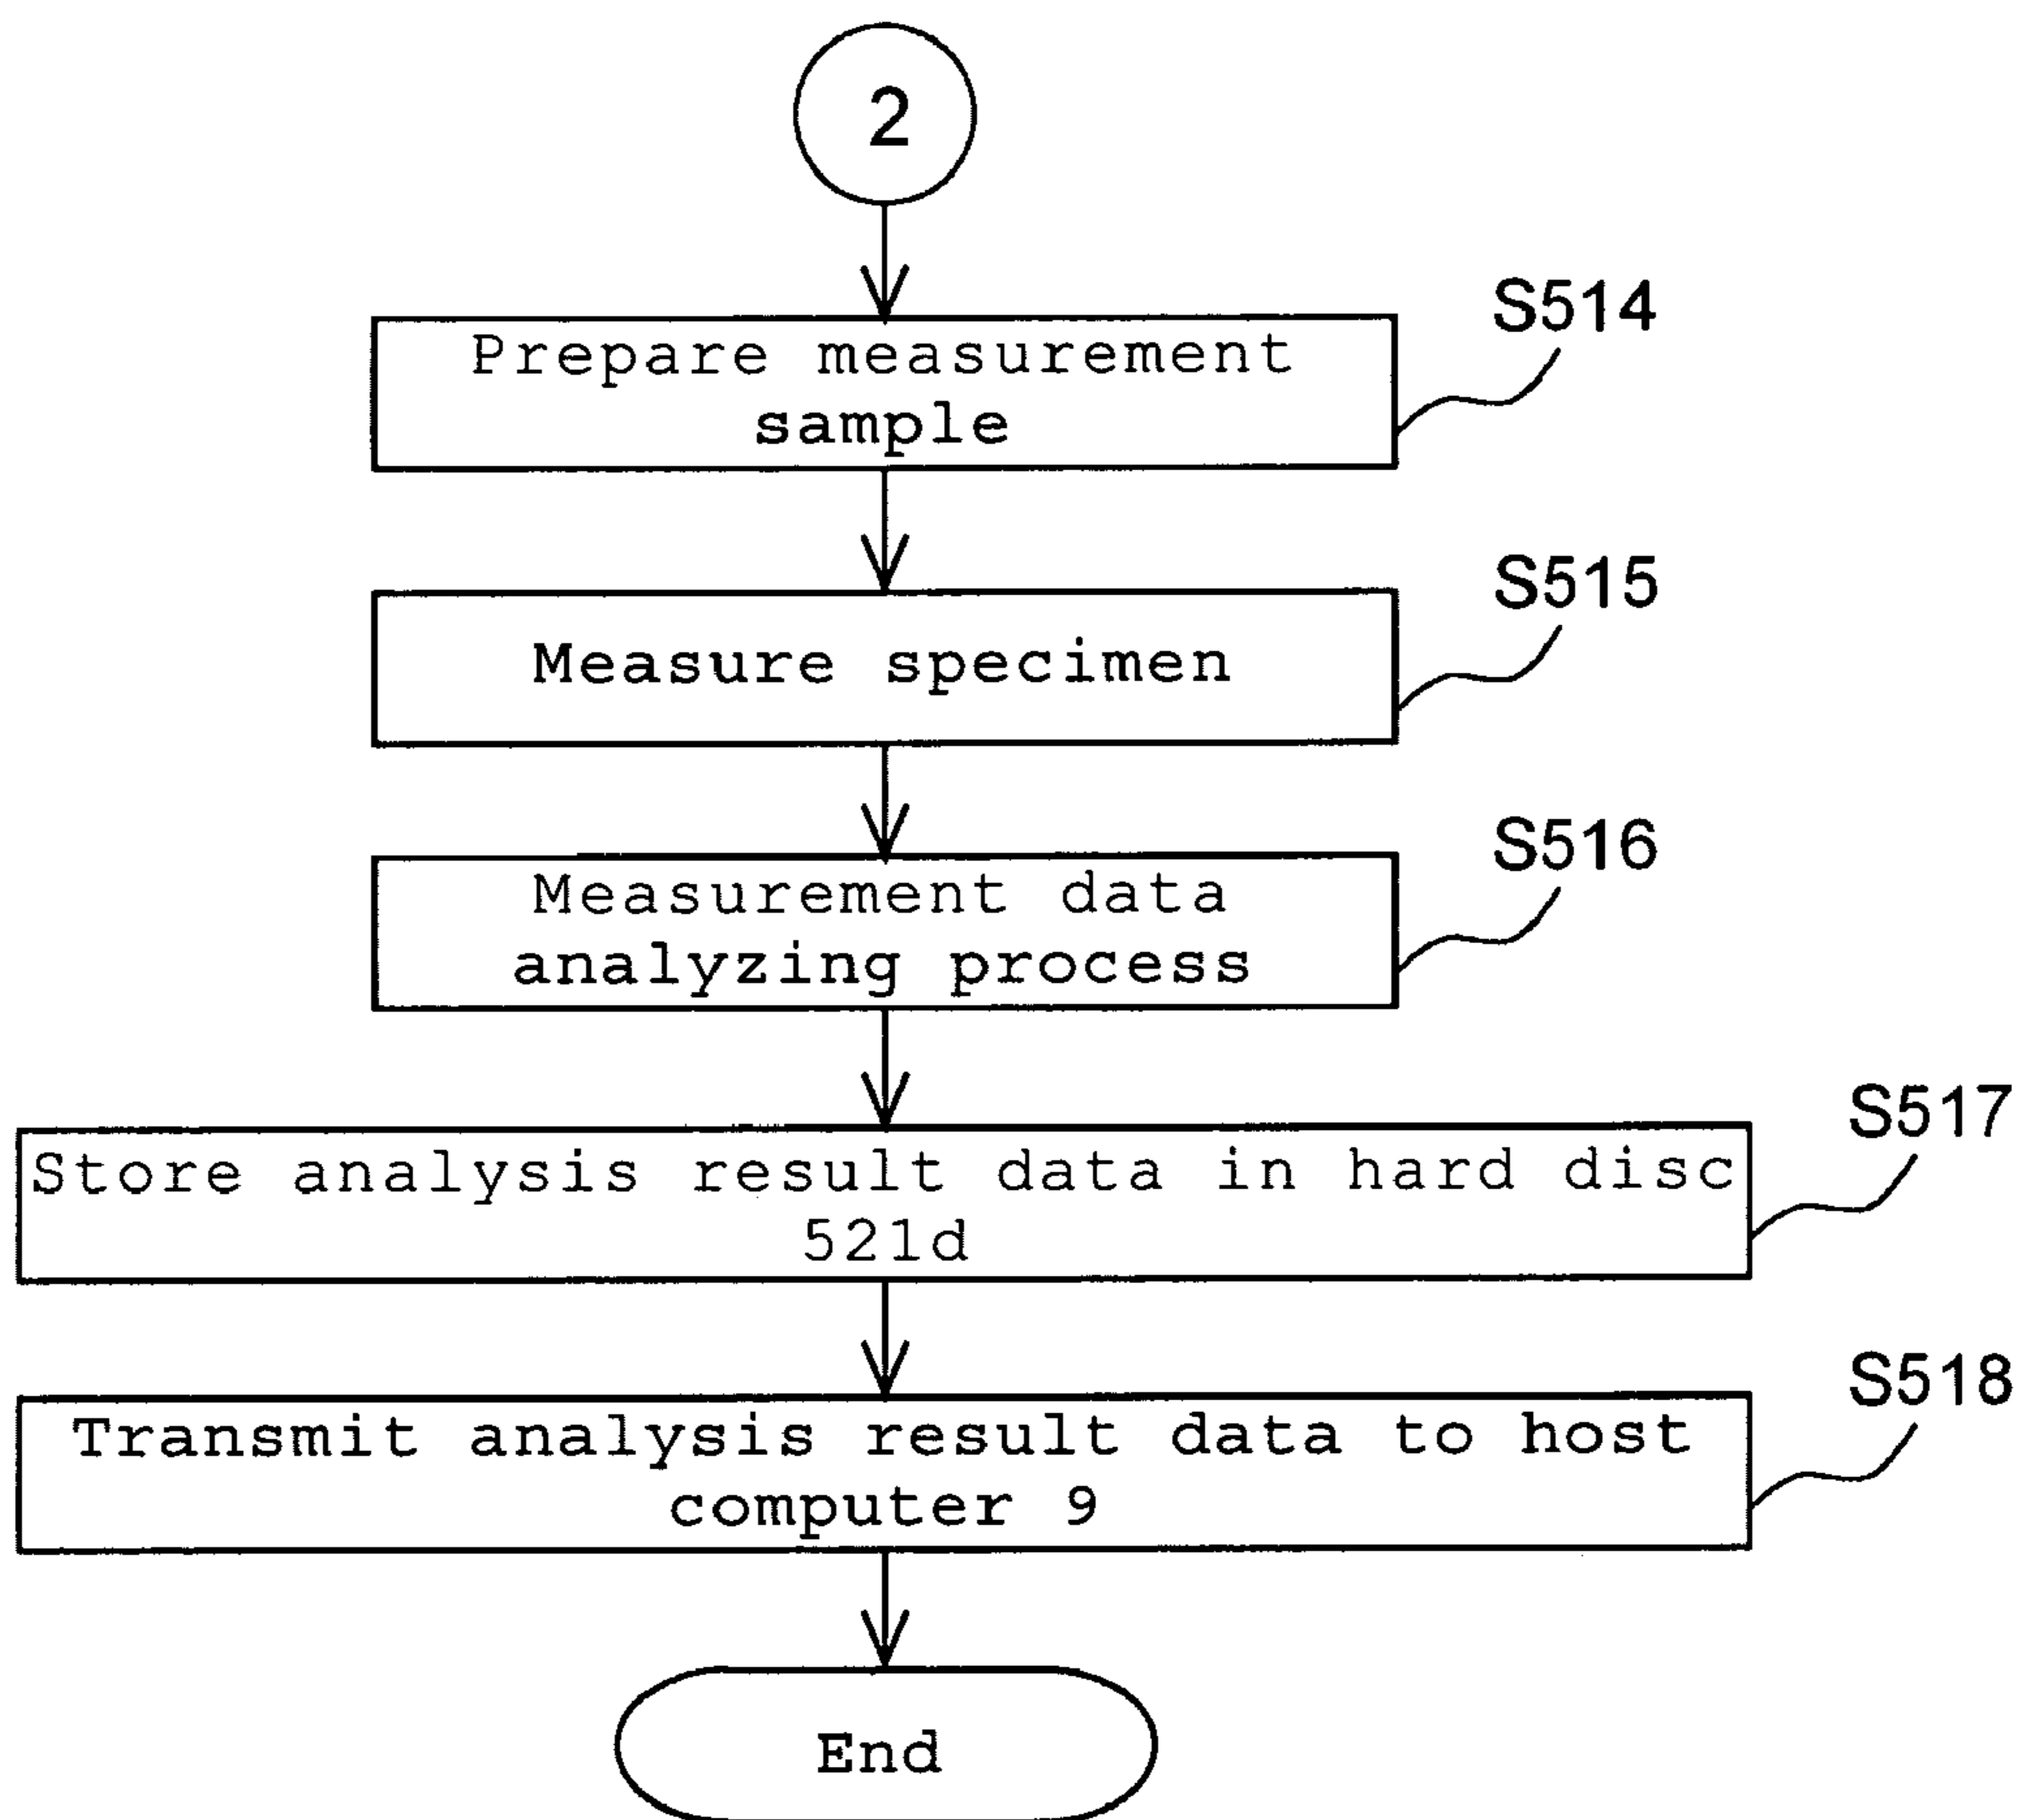 2
S514
Prepare measurement
sample
S515
Measure specimen
S516
Measurement data
analyzing process
S517
Store analysis result data in hard disc
521d
S518
Transmit analysis result data to host
computer 9
End